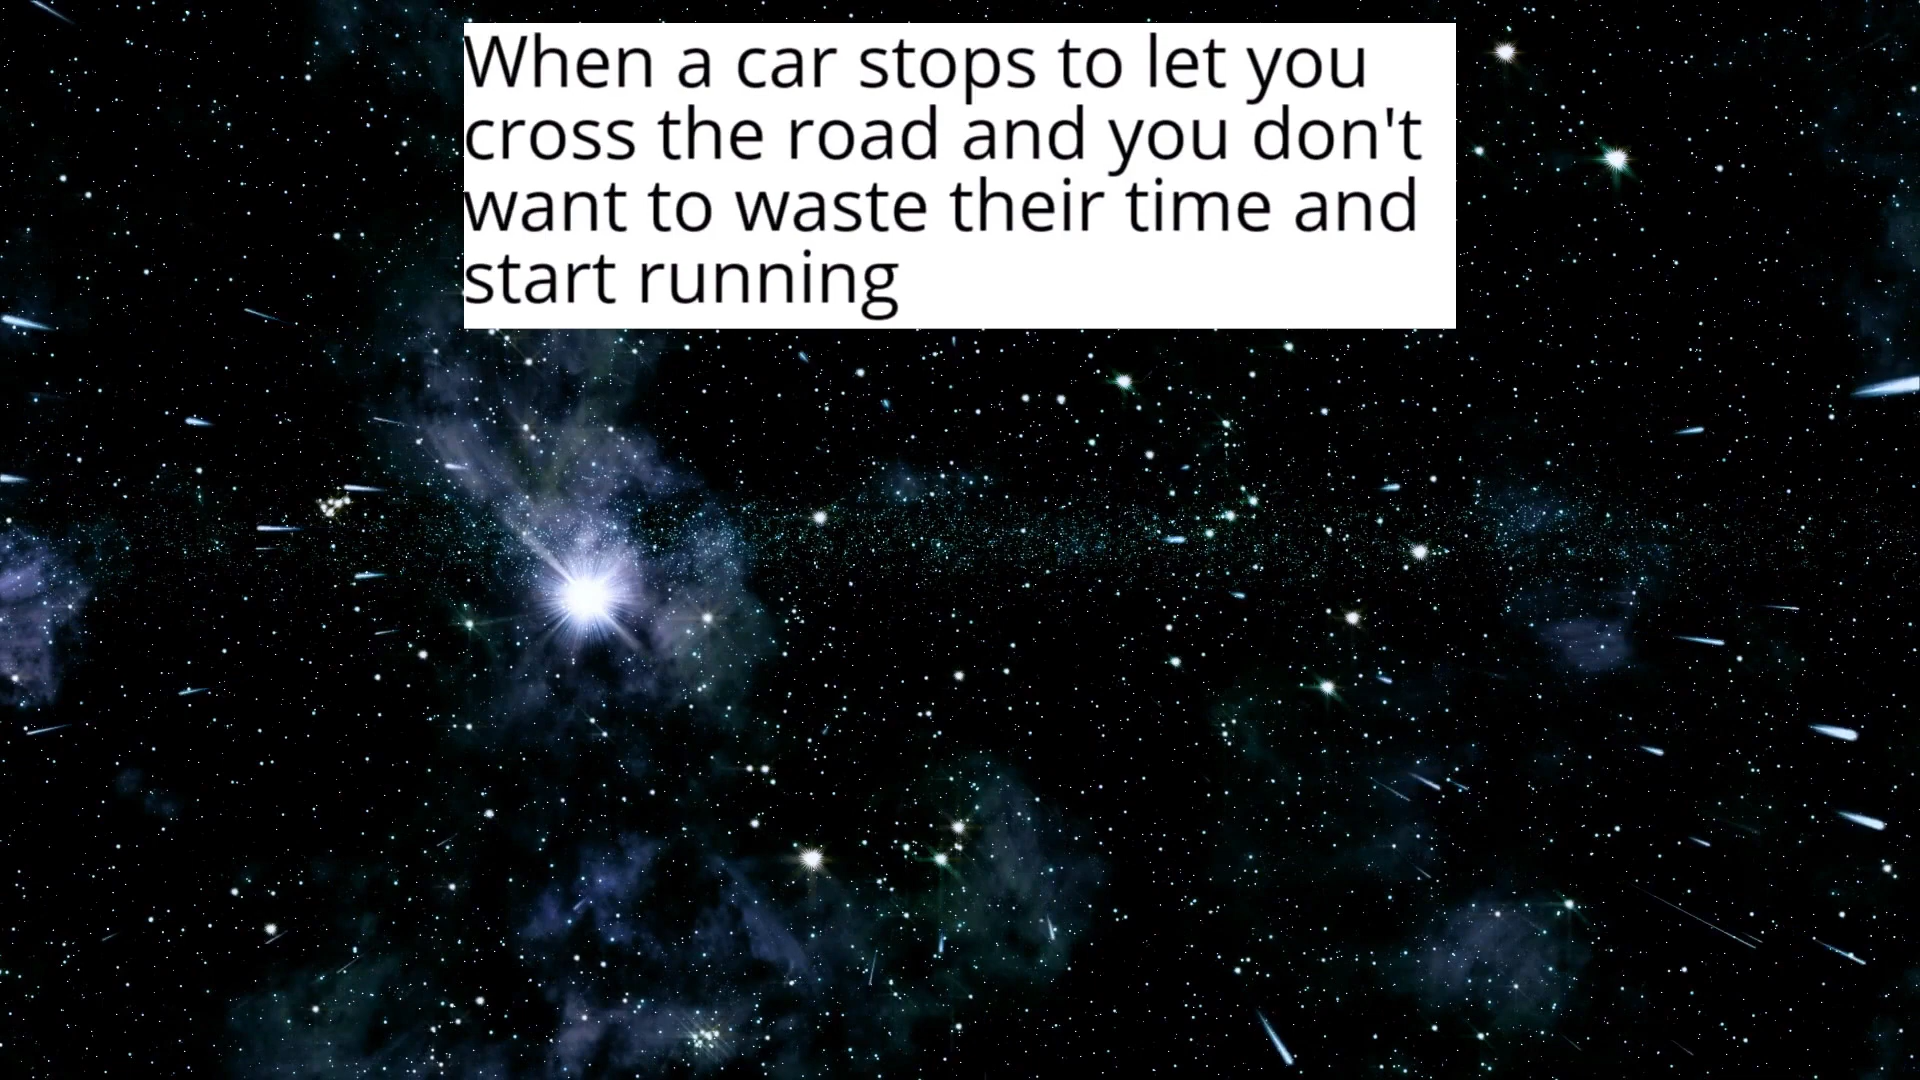 When a car stops to let you
cross the road and you don't
want to waste their time and
start running